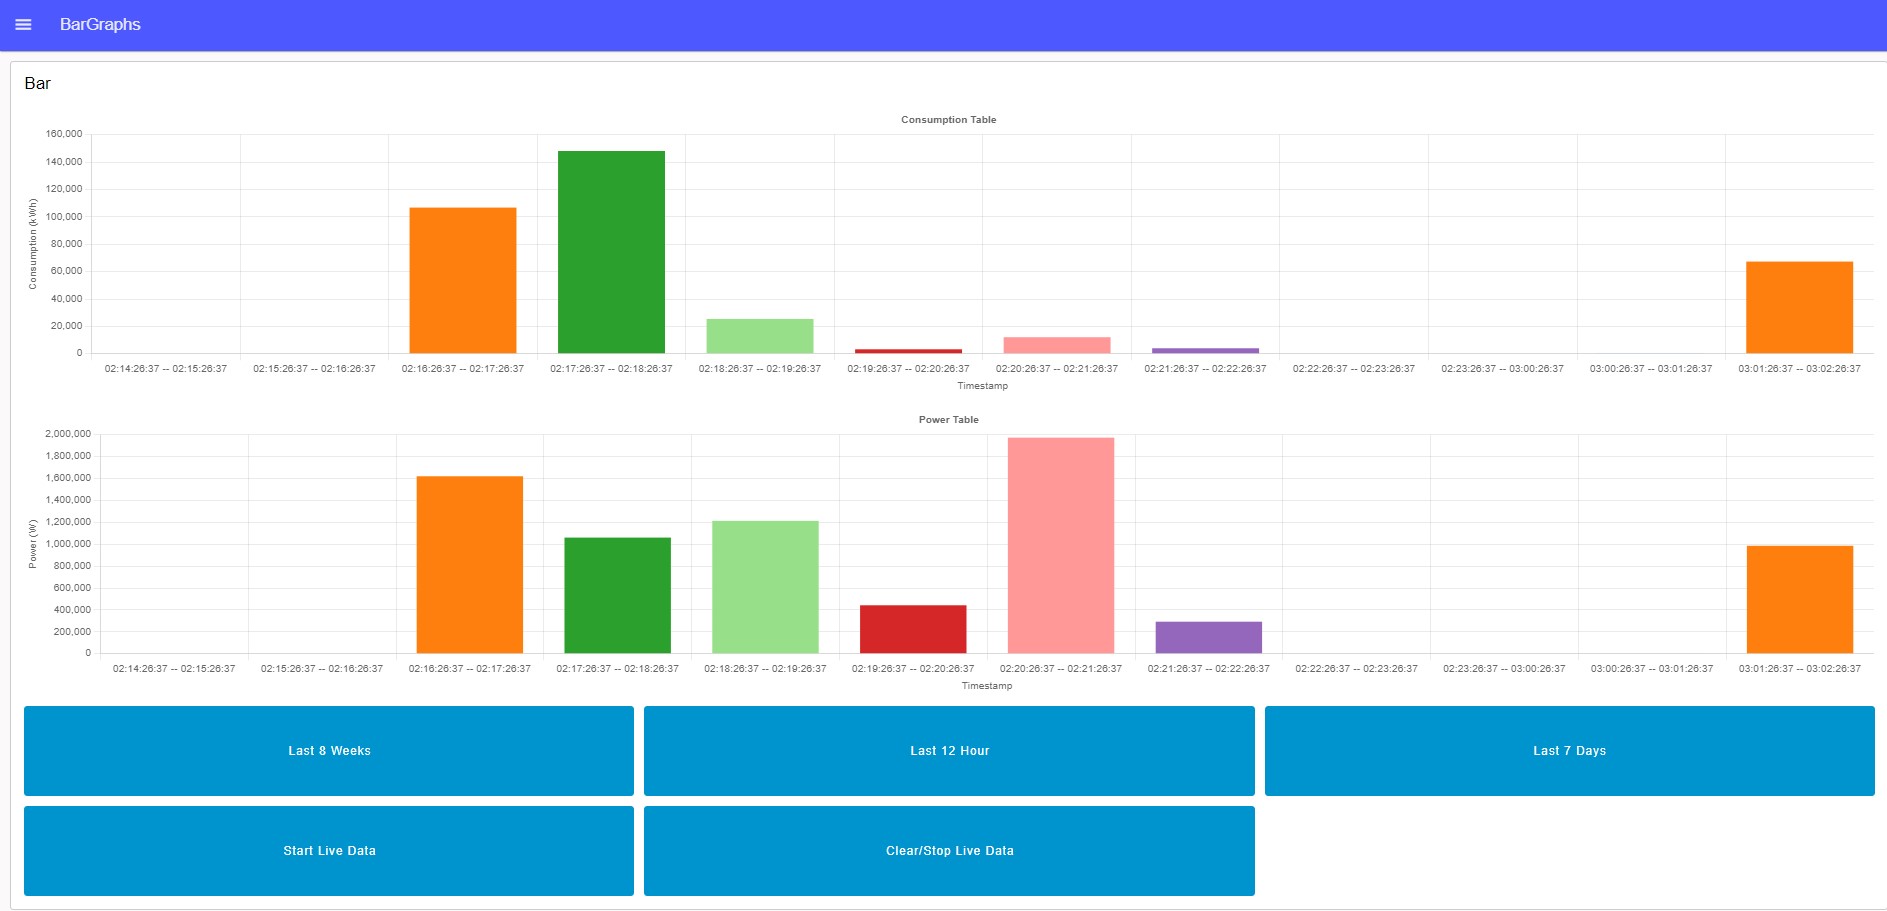 BarGraphs
Bar
Consumption Table
160,000
140,000
120,000
100,000
80,000
60,000
40,000
20,000
0
Consumption (kWh)
02:14:26:37 -- 02:15:26:37 02:15:26:37 -- 02:16:26:37 02:16:26:37 -- 02:17:26:37 02:17:26:37 -- 02:18:26:37 02:18:26:37 -- 02:19:26:37 02:19:26:37 -- 02:20:26:37 02:20:26:37 -- 02:21:26:37 02:21:26:37 -- 02:22:26:37 02:22:26:37 -- 02:23:26:37 02:23:26:37 -- 03:00:26:37 03:00:26:37 -- 03:01:26:37 03:01:26:37 -- 03:02:26:37
Timestamp
Power Table
2,000,000
1,800,000
1,600,000
1,400,000
1,200,000
1,000,000
800,000
600,000
400,000
200,000
0
Power (W)
02:14:26:37 -- 02:15:26:37 02:15:26:37 -- 02:16:26:37 02:16:26:37 -- 02:17:26:37 02:17:26:37 -- 02:18:26:37 02:18:26:37 -- 02:19:26:37 02:19:26:37 -- 02:20:26:37 02:20:26:37 -- 02:21:26:37 02:21:26:37 -- 02:22:26:37 02:22:26:37 -- 02:23:26:37 02:23:26:37 -- 03:00:26:37 03:00:26:37 -- 03:01:26:37 03:01:26:37 -- 03:02:26:37
Timestamp
Last 8 Weeks Last 12 Hour Last 7 Days
Start Live Data Clear/Stop Live Data